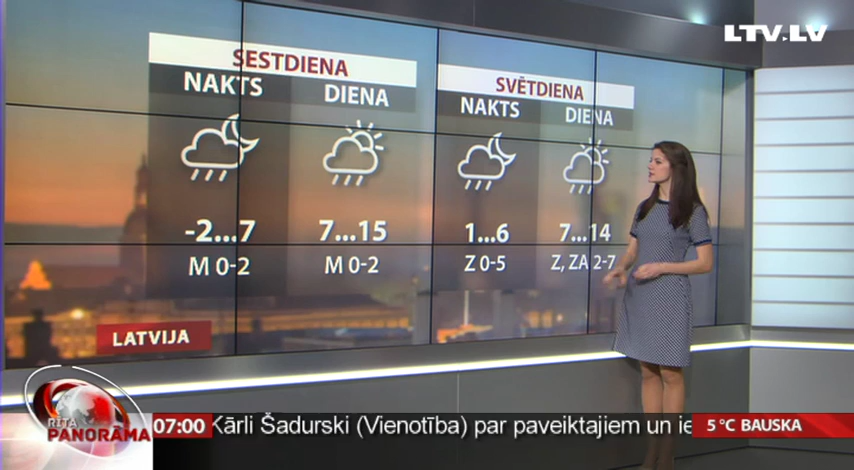 LTV.LV
SESTDIENA
NAKTS DIENA
-2...7 7...15
M 0-2 M 0-2
SVĒTDIENA
NAKTS DIENA
1...6 7...14
Z 0-5 Z, ZA 2-7
LATVIJA
RĪTA
PANORĀMA
07:00 Kārli Šadurski (Vienotība) par paveiktajiem un 5°C BAUSKA